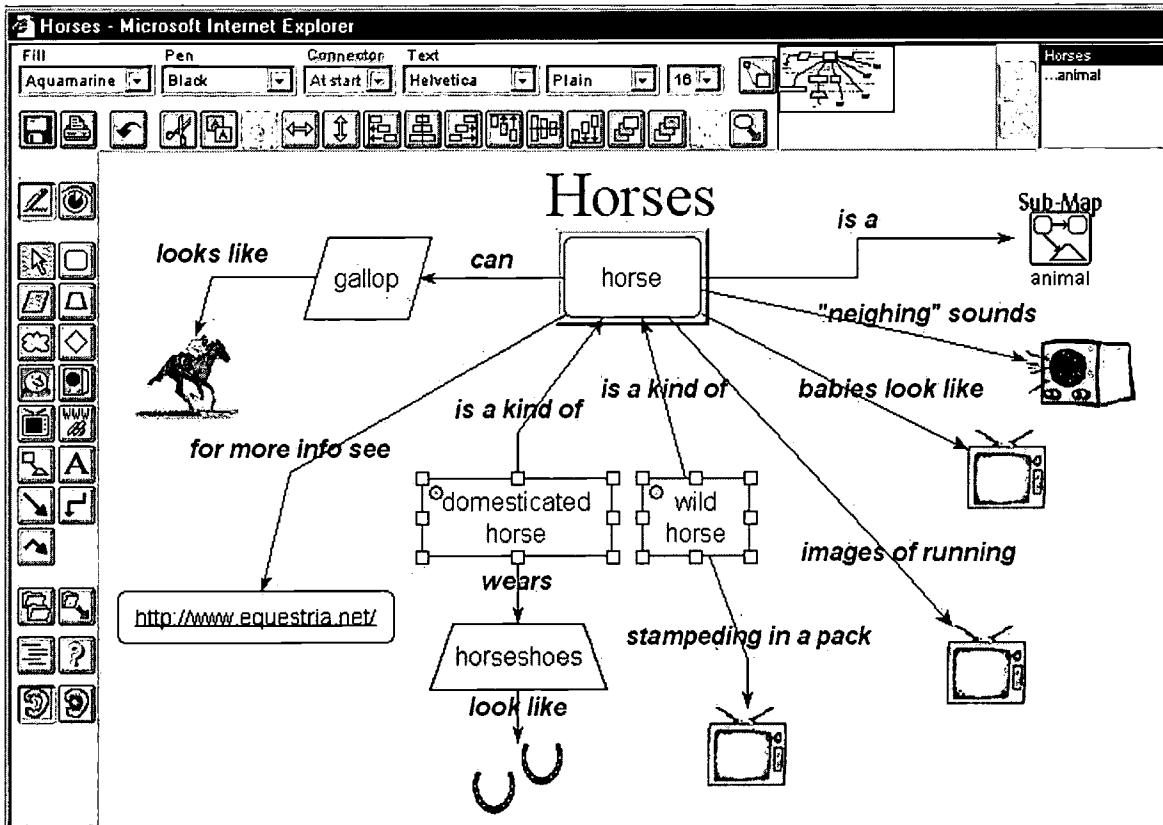 Horses - Microsoft Internet Explorer
Fill
Pen
Connector
Text
Aquamarine
Black
At start
Helvetica
Plain
16
Horses
...animal
WWW
A
Horses
Sub-Map
is a
looks like
gallop
can
horse
animal
"neighing" sounds
is a kind of
is a kind of
babies look like
for more info see
domesticated
horse
wild
horse
images of running
wears
http://www.equestria.net/
stampeding in a pack
horseshoes
look like